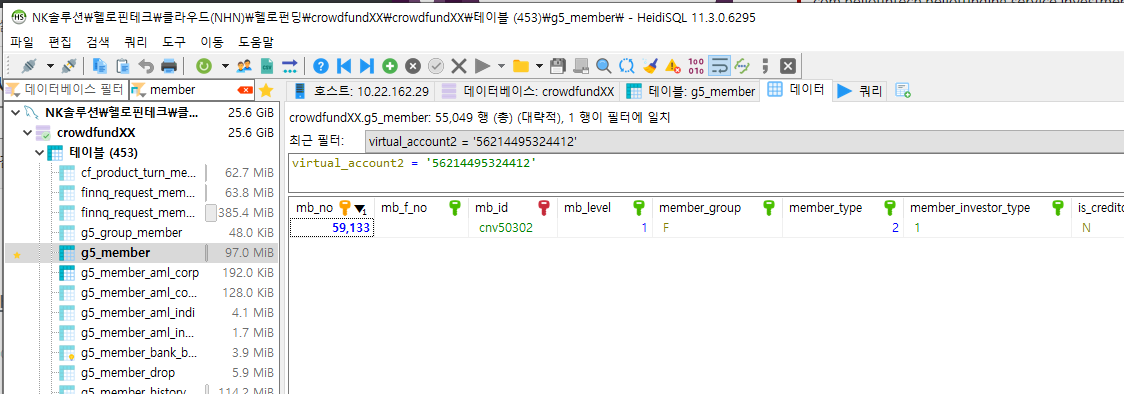 NK솔루션₩헬로핀테크₩클라우드(NHN)₩헬로펀딩₩crowdfundXX₩crowdfundXX₩테이블 (453)₩g5_member₩ - HeidiSQL 11.3.0.6295
파일 편집 검색 쿼리 도구 이동 도움말
데이터베이스 필터 member
호스트: 10.22.162.29 데이터베이스: crowdfundXX 테이블: g5_member 데이터 쿼리
NK솔루션₩헬로핀테크₩클... 25.6 GiB
crowdfundXX 25.6 GiB
테이블 (453)
cf_product_turn_me... 62.7 MiB
finnq_request_mem... 63.8 MiB
finnq_request_mem... 385.4 MiB
g5_group_member 48.0 KiB
g5_member 97.0 MiB
g5_member_aml_corp 192.0 KiB
g5_member_aml_co... 128.0 KiB
g5_member_aml_indi 4.1 MiB
g5_member_aml_in... 1.7 MiB
g5_member_bank_b... 3.9 MiB
g5_member_drop 5.9 MiB
g5_member_history 114.2 MiB
crowdfundXX.g5_member: 55,049 행 (총) (대략적), 1 행이 필터에 일치
최근 필터: virtual_account2 = '56214495324412'
virtual_account2 = '56214495324412'
mb_no mb_f_no mb_id mb_level member_group member_type member_investor_type is_credito
59,133 cnv50302 1 F 2 1 N